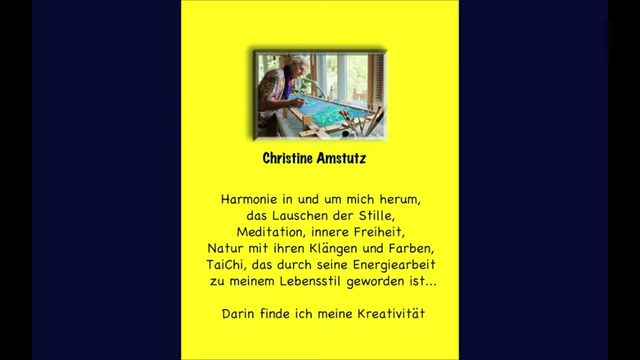 Christine Amstutz
Harmonie in und um mich herum,
das Lauschen der Stille,
Meditation, innere Freiheit,
Natur mit ihren Klängen und Farben,
TaiChi, das durch seine Energiearbeit
zu meinem Lebensstil geworden ist...
Darin finde ich meine Kreativität